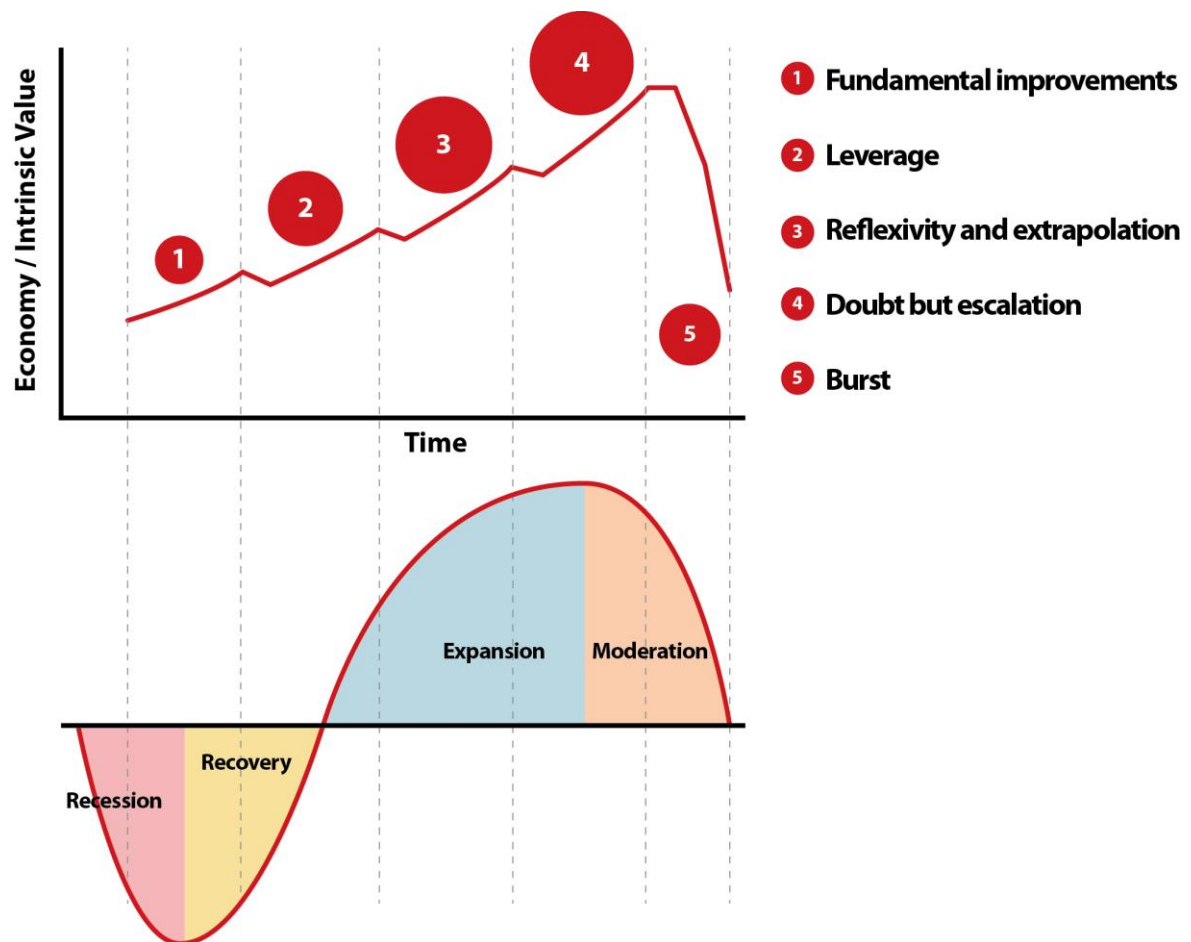 Economy / Intrinsic Value
1
2
3
4
5
Time
1 Fundamental improvements
2 Leverage
3 Reflexivity and extrapolation
4 Doubt but escalation
5 Burst
Expansion
Moderation
Recovery
Recession